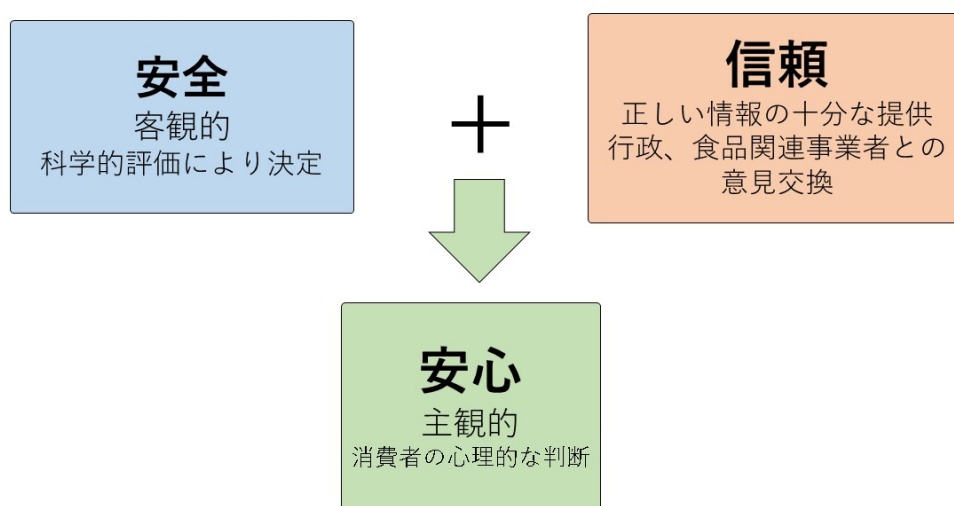 安全
客観的
科学的評価により決定
+
信頼
正しい情報の十分な提供
行政、食品関連事業者との
意見交換
安心
主観的
消費者の心理的な判断